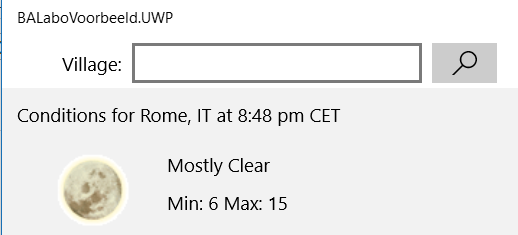 BALaboVoorbeeld.UWP
Village:
Conditions for Rome, IT at 8:48 pm CET
Mostly Clear
Min: 6 Max: 15